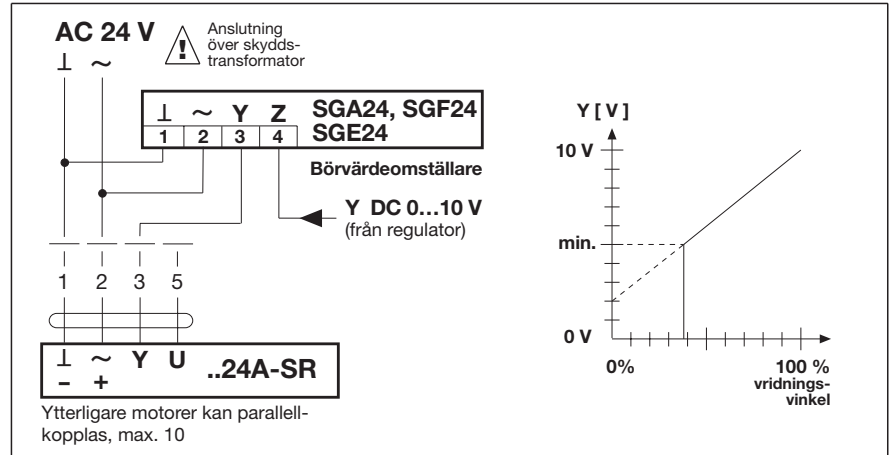 AC 24 V
Anslutning
över skydds-
transformator
⊥ ~
⊥ ~ Y Z
1 2 3 4
SGA24, SGF24
SGE24
Börvärdeomställare
Y DC 0...10 V
(från regulator)
1 2 3 5
⊥ ~ Y U
– +
..24A-SR
Ytterligare motorer kan parallell-
kopplas, max. 10
Y [ V ]
10 V
min.
0 V
0% 100 %
vridnings-
vinkel